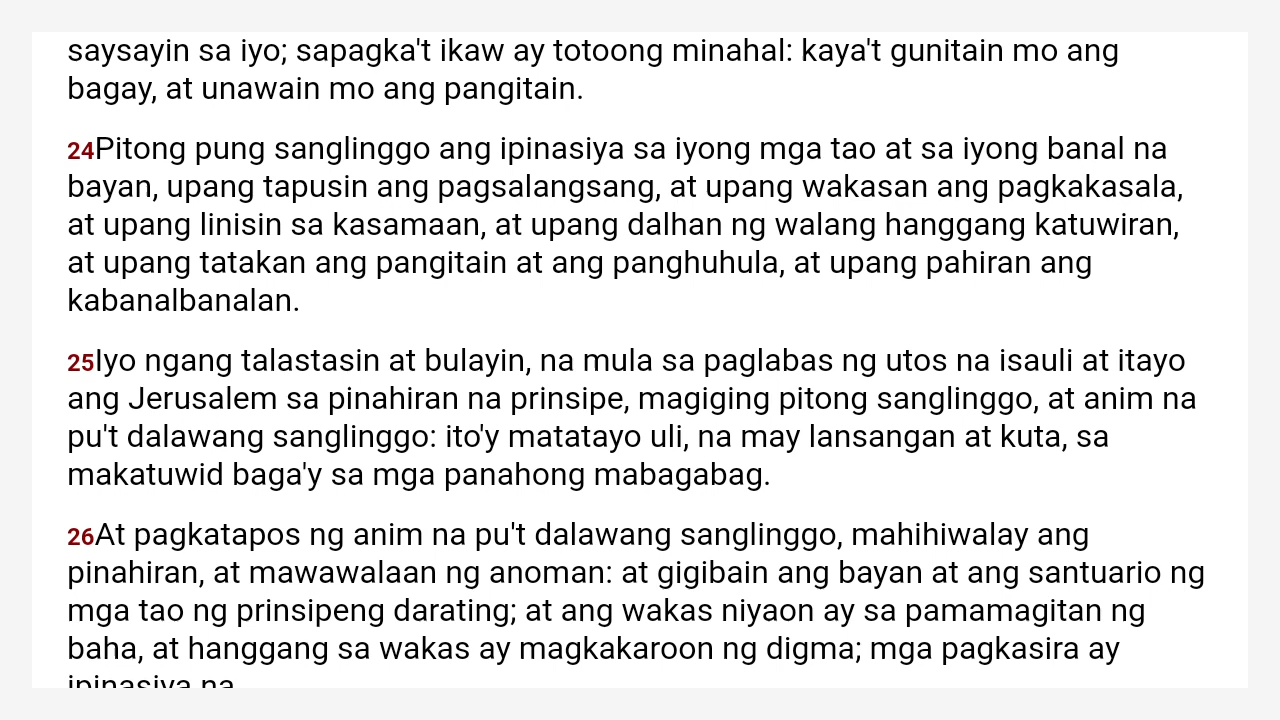 saysayin sa iyo; sapagka't ikaw ay totoong minahal: kaya't gunitain mo ang
bagay, at unawain mo ang pangitain.
24Pitong pung sanglinggo ang ipinasiya sa iyong mga tao at sa iyong banal na
bayan, upang tapusin ang pagsalangsang, at upang wakasan ang pagkakasala,
at upang linisin sa kasamaan, at upang dalhan ng walang hanggang katuwiran,
at upang tatakan ang pangitain at ang panghuhula, at upang pahiran ang
kabanalbanalan.
25Iyo ngang talastasin at bulayin, na mula sa paglabas ng utos na isauli at itayo
ang Jerusalem sa pinahiran na prinsipe, magiging pitong sanglinggo, at anim na
pu't dalawang sanglinggo: ito'y matatayo uli, na may lansangan at kuta, sa
makatuwid baga'y sa mga panahong mabagabag.
26At pagkatapos ng anim na pu't dalawang sanglinggo, mahihiwalay ang
pinahiran, at mawawalaan ng anoman: at gigibain ang bayan at ang santuario ng
mga tao ng prinsipeng darating; at ang wakas niyaon ay sa pamamagitan ng
baha, at hanggang sa wakas ay magkakaroon ng digma; mga pagkasira ay
ipinasiya na.